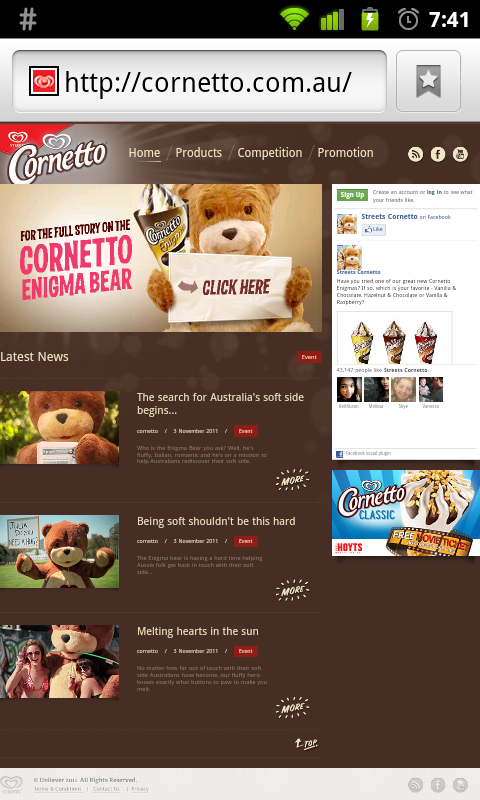 7:41
http://cornetto.com.au/
STREETS
Cornetto
Home / Products / Competition / Promotion
FOR THE FULL STORY ON THE
CORNETTO
ENIGMA BEAR
Cornetto
Enigma
CLICK HERE
Sign Up Create an account or log in to see what
your friends like.
Streets Cornetto on Facebook
Like
Streets Cornetto
Have you tried one of our great new Cornetto
Enigmas? If so, which is your favorite - Vanilla &
Chocolate, Hazelnut & Chocolate or Vanilla &
Raspberry?
43,147 people like Streets Cornetto.
Melissa
Skye
Vanessa
Facebook social plugin
Latest News
Event
The search for Australia's soft side
begins...
cornetto / 3 November 2011 / Event
Who is the Enigma Bear you ask? Well, he's
fluffy, Italian, romantic and he's on a mission to
help Australians rediscover their soft side.
MORE
Cornetto
CLASSIC
HOYTS
FREE MOVIE TICKET
JULIA
DO YOU
NEED A HUG?
Being soft shouldn't be this hard
cornetto / 3 November 2011 / Event
The Enigma bear is having a hard time helping
Aussie folk get back in touch with their soft
side...
MORE
Melting hearts in the sun
cornetto / 3 November 2011 / Event
No matter how far out of touch with their soft
side Australians have become, our fluffy hero
knows exactly what buttons to paw to make you
melt.
MORE
TOP
© Unilever 2011. All Rights Reserved.
Terms & Conditions | Contact Us | Privacy